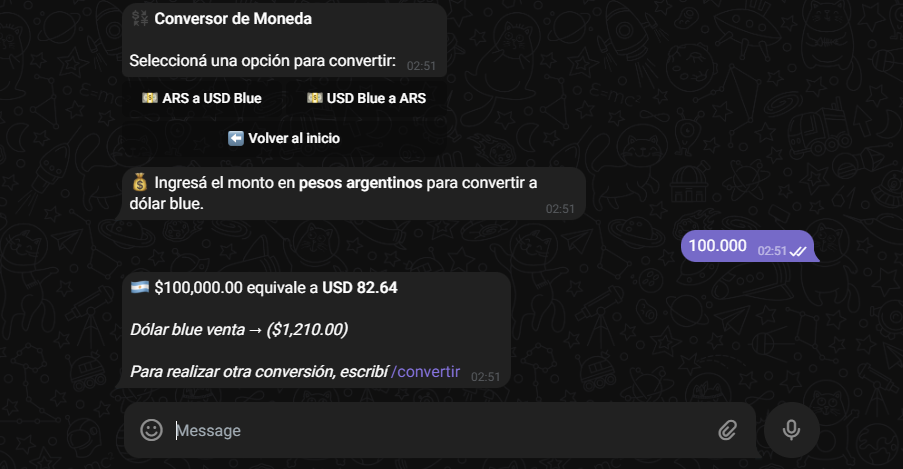 💱 Conversor de Moneda
Seleccioná una opción para convertir: 02:51
💵 ARS a USD Blue 💵 USD Blue a ARS
⬅️ Volver al inicio
💰 Ingresá el monto en pesos argentinos para convertir a
dólar blue. 02:51
100.000 02:51
🇦🇷 $100,000.00 equivale a USD 82.64
Dólar blue venta → ($1,210.00)
Para realizar otra conversión, escribí /convertir 02:51
Message